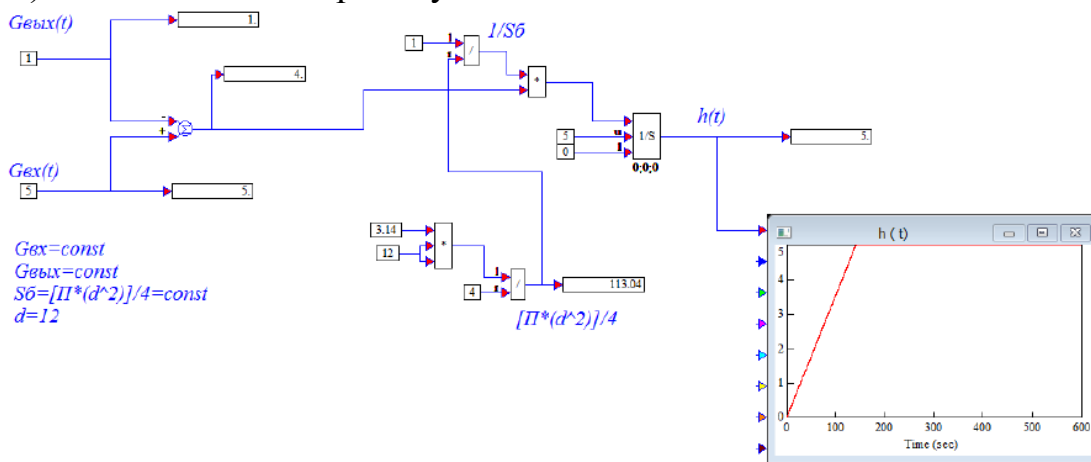 Gвых(t)
1
1.
4.
-
+
Σ
Gвх(t)
5
5.
Gвх=const
Gвых=const
Sб=[П*(d^2)]/4=const
d=12
1/Sб
1
l
r
/
*
5
0
u
l
1/S
0;0;0
h(t)
5.
3.14
12
*
4
l
r
/
113.04
[П*(d^2)]/4
h ( t)
5
4
3
2
1
0
0 100 200 300 400 500 600
Time (sec)